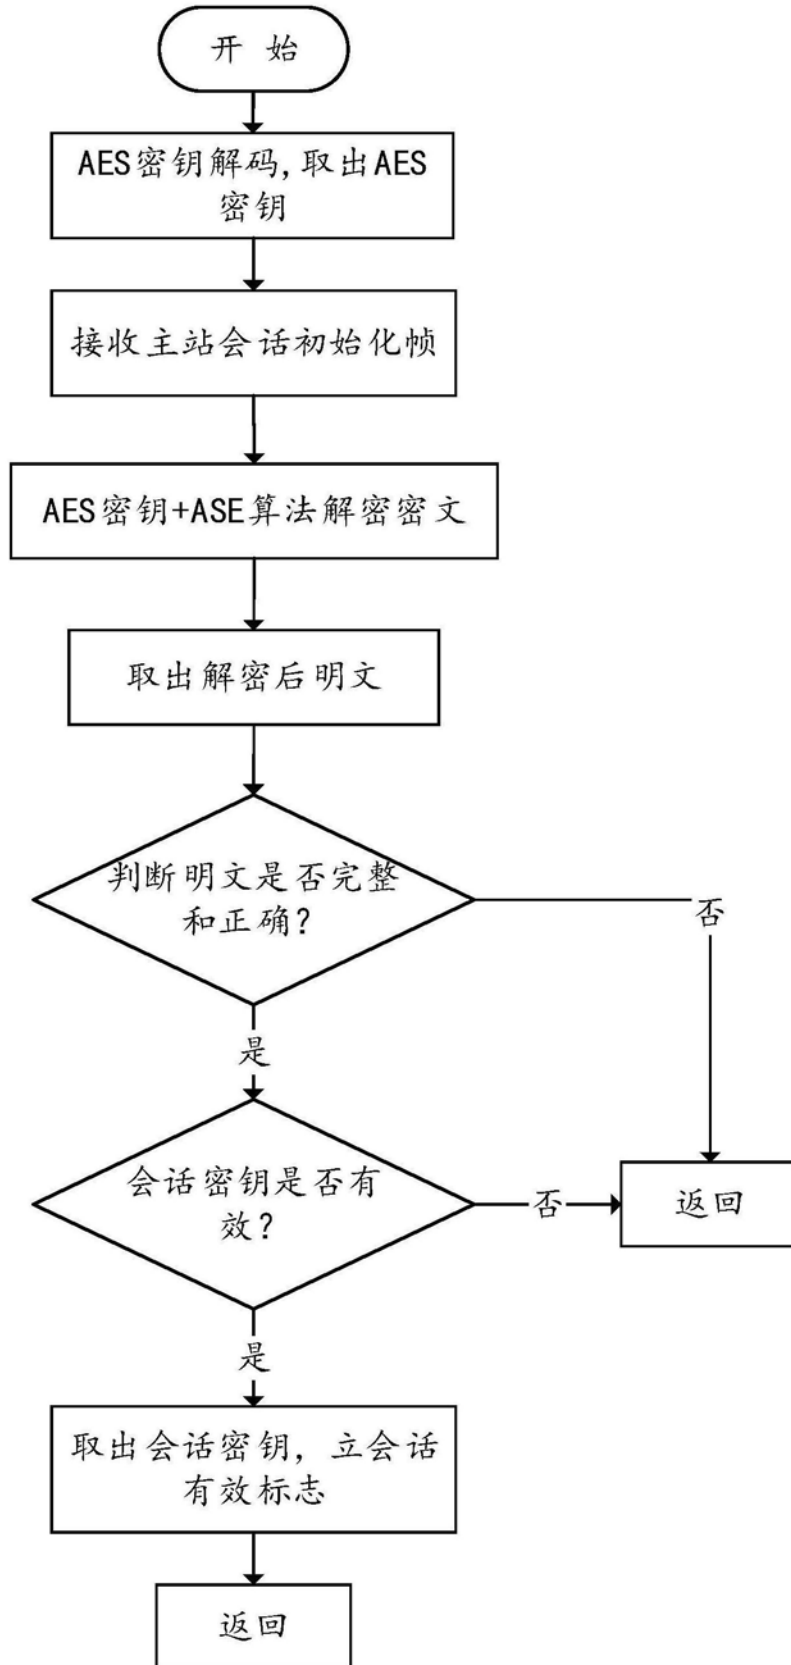 开 始
AES密钥解码,取出AES
密钥
接收主站会话初始化帧
AES密钥+ASE算法解密密文
取出解密后明文
判断明文是否完整
和正确?
否
是
会话密钥是否有
效?
否
返回
是
取出会话密钥，立会话
有效标志
返回